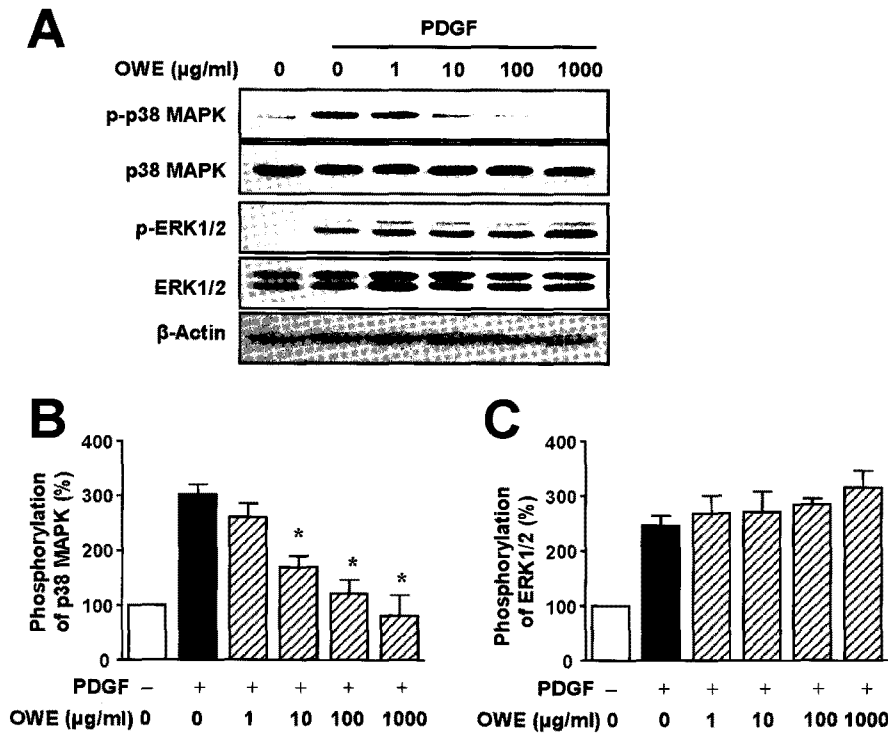 A
PDGF
OWE (µg/ml) 0 0 1 10 100 1000
p-p38 MAPK
p38 MAPK
p-ERK1/2
ERK1/2
β-Actin
B
Phosphorylation
of p38 MAPK (%)
400
300
200
100
0
*
*
*
PDGF – + + + + +
OWE (µg/ml) 0 0 1 10 100 1000
C
Phosphorylation
of ERK1/2 (%)
400
300
200
100
0
PDGF – + + + + +
OWE (µg/ml) 0 0 1 10 100 1000